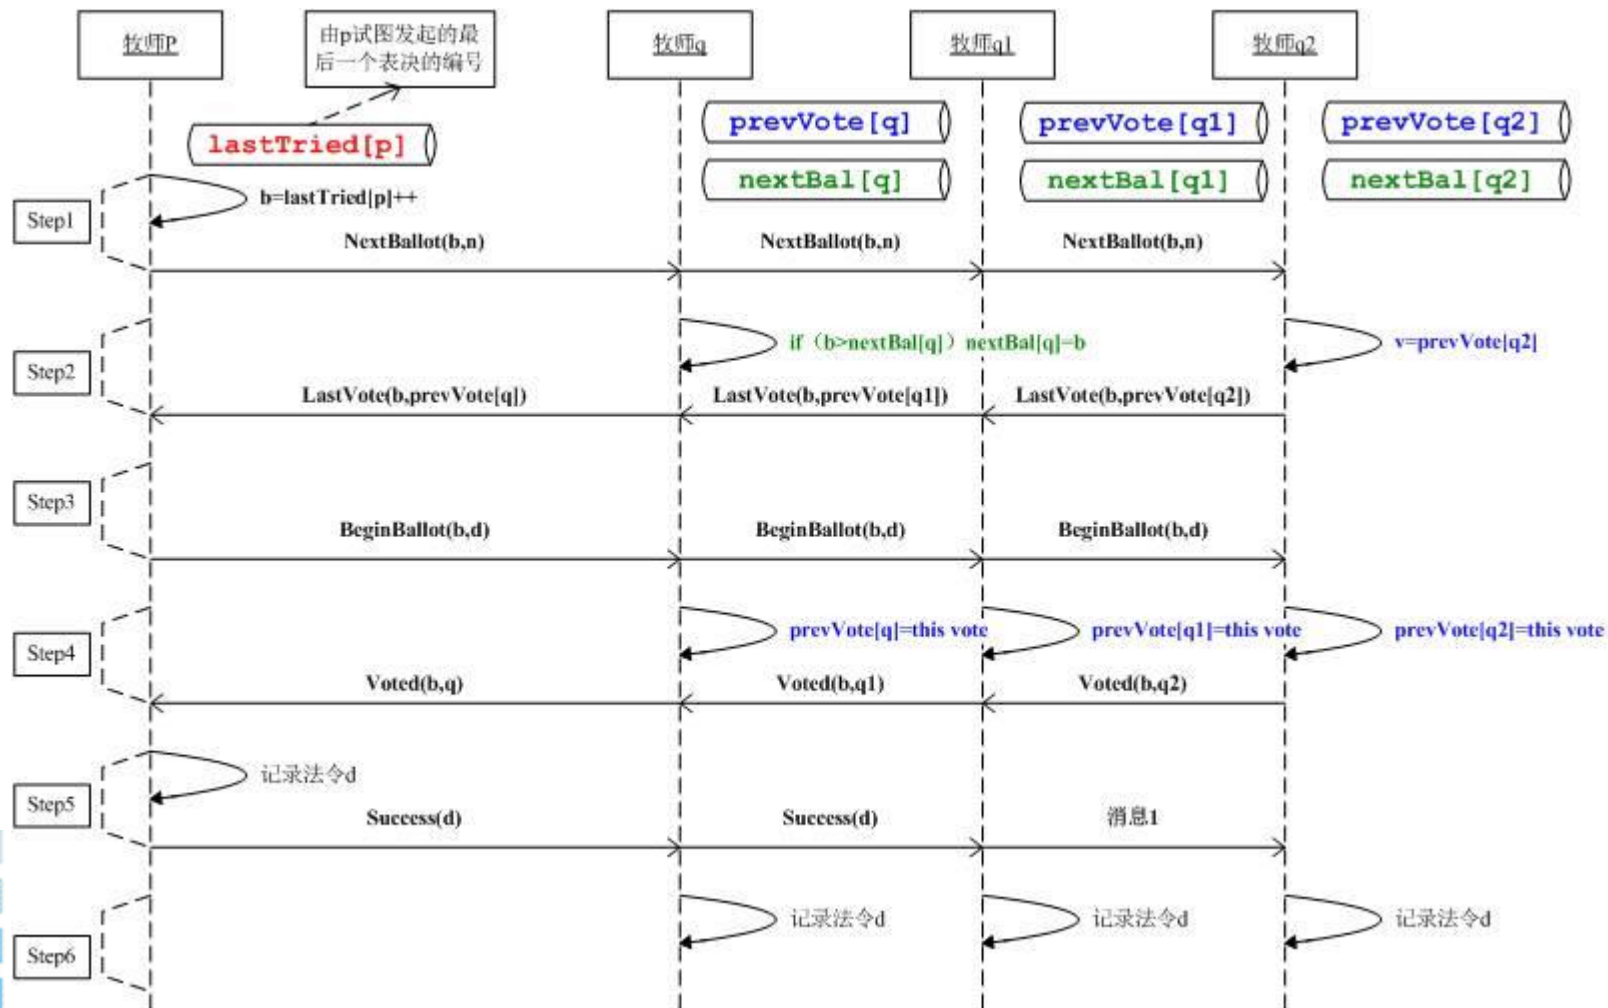 牧师P
由p试图发起的最
后一个表决的编号
牧师q
牧师q1
牧师q2
lastTried[p]
prevVote[q]
prevVote[q1]
prevVote[q2]
nextBal[q]
nextBal[q1]
nextBal[q2]
Step1
b=lastTried[p]++
NextBallot(b,n)
NextBallot(b,n)
NextBallot(b,n)
Step2
if（b>nextBal[q]）nextBal[q]=b
v=prevVote[q2]
LastVote(b,prevVote[q])
LastVote(b,prevVote[q1])
LastVote(b,prevVote[q2])
Step3
BeginBallot(b,d)
BeginBallot(b,d)
BeginBallot(b,d)
Step4
prevVote[q]=this vote
prevVote[q1]=this vote
prevVote[q2]=this vote
Voted(b,q)
Voted(b,q1)
Voted(b,q2)
Step5
记录法令d
Success(d)
Success(d)
消息1
Step6
记录法令d
记录法令d
记录法令d